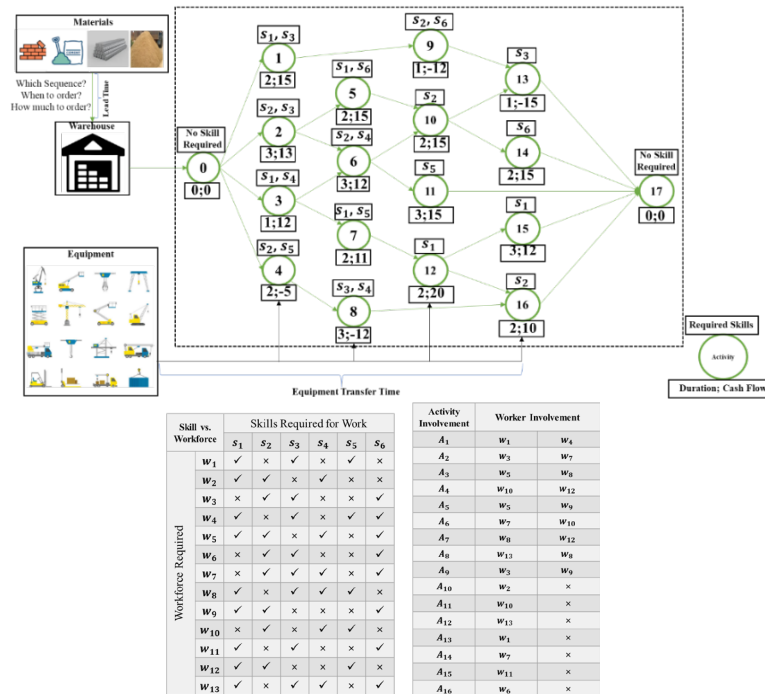 Materials
Which Sequence?
When to order?
How much to order?
Lead Time
Warehouse
No Skill
Required
0
0;0
s₁, s₃
1
2;15
s₂, s₃
2
3;13
s₁, s₄
3
1;12
s₂, s₅
4
2;-5
s₁, s₆
5
2;15
s₂, s₄
6
3;12
s₁, s₅
7
2;11
s₃, s₄
8
3;-12
s₂, s₆
9
1;-12
s₂
10
2;15
s₅
11
3;15
s₁
12
2;20
s₃
13
1;-15
s₆
14
2;15
s₁
15
3;12
s₂
16
2;10
No Skill
Required
17
0;0
Equipment
Equipment Transfer Time
Required Skills
Activity
Duration; Cash Flow
Skill vs. Workforce
Skills Required for Work
s₁ s₂ s₃ s₄ s₅ s₆
Workforce Required
w₁ ✓ × ✓ × ✓ ×
w₂ ✓ ✓ × ✓ × ×
w₃ × ✓ ✓ × × ✓
w₄ ✓ × ✓ × ✓ ✓
w₅ ✓ ✓ × ✓ × ✓
w₆ × ✓ ✓ × × ✓
w₇ × ✓ ✓ ✓ × ✓
w₈ ✓ × ✓ ✓ ✓ ×
w₉ ✓ ✓ × × × ✓
w₁₀ × ✓ × ✓ ✓ ×
w₁₁ ✓ × ✓ × × ✓
w₁₂ ✓ ✓ × × ✓ ×
w₁₃ ✓ × ✓ ✓ × ✓
Activity Involvement
Worker Involvement
A₁ w₁ w₄
A₂ w₃ w₇
A₃ w₅ w₈
A₄ w₁₀ w₁₂
A₅ w₅ w₉
A₆ w₇ w₁₀
A₇ w₈ w₁₂
A₈ w₁₃ w₈
A₉ w₃ w₉
A₁₀ w₂ ×
A₁₁ w₁₀ ×
A₁₂ w₁₃ ×
A₁₃ w₁ ×
A₁₄ w₇ ×
A₁₅ w₁₁ ×
A₁₆ w₆ ×